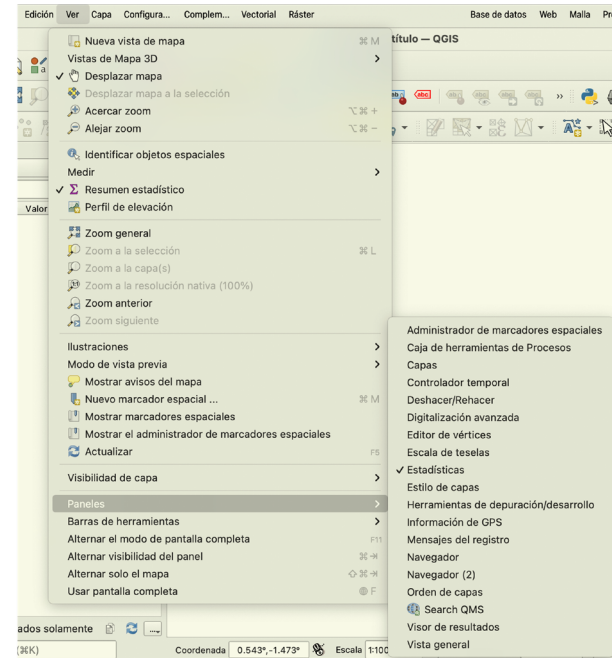 Edición Ver Capa Configura... Complem... Vectorial Ráster Base de datos Web Malla Pr
título — QGIS
Nueva vista de mapa ⌘ M
Vistas de Mapa 3D >
✓ Desplazar mapa
Desplazar mapa a la selección
Acercar zoom ⌥⌘ +
Alejar zoom ⌥⌘ −
Identificar objetos espaciales
Medir >
✓ Σ Resumen estadístico
Perfil de elevación
Valor
Zoom general
Zoom a la selección ⌘ L
Zoom a la capa(s)
Zoom a la resolución nativa (100%)
Zoom anterior
Zoom siguiente
Ilustraciones >
Modo de vista previa >
Mostrar avisos del mapa
Nuevo marcador espacial ... ⌘ M
Mostrar marcadores espaciales
Mostrar el administrador de marcadores espaciales
Actualizar F5
Visibilidad de capa >
Paneles >
Barras de herramientas >
Alternar el modo de pantalla completa F11
Alternar visibilidad del panel ⌘⇥
Alternar solo el mapa ⇧⌘⇥
Usar pantalla completa F
Administrador de marcadores espaciales
Caja de herramientas de Procesos
Capas
Controlador temporal
Deshacer/Rehacer
Digitalización avanzada
Editor de vértices
Escala de teselas
✓ Estadísticas
Estilo de capas
Herramientas de depuración/desarrollo
Información de GPS
Mensajes del registro
Navegador
Navegador (2)
Orden de capas
Search QMS
Visor de resultados
Vista general
ados solamente
(⌘K) Coordenada 0.543°,-1.473° Escala 1:100